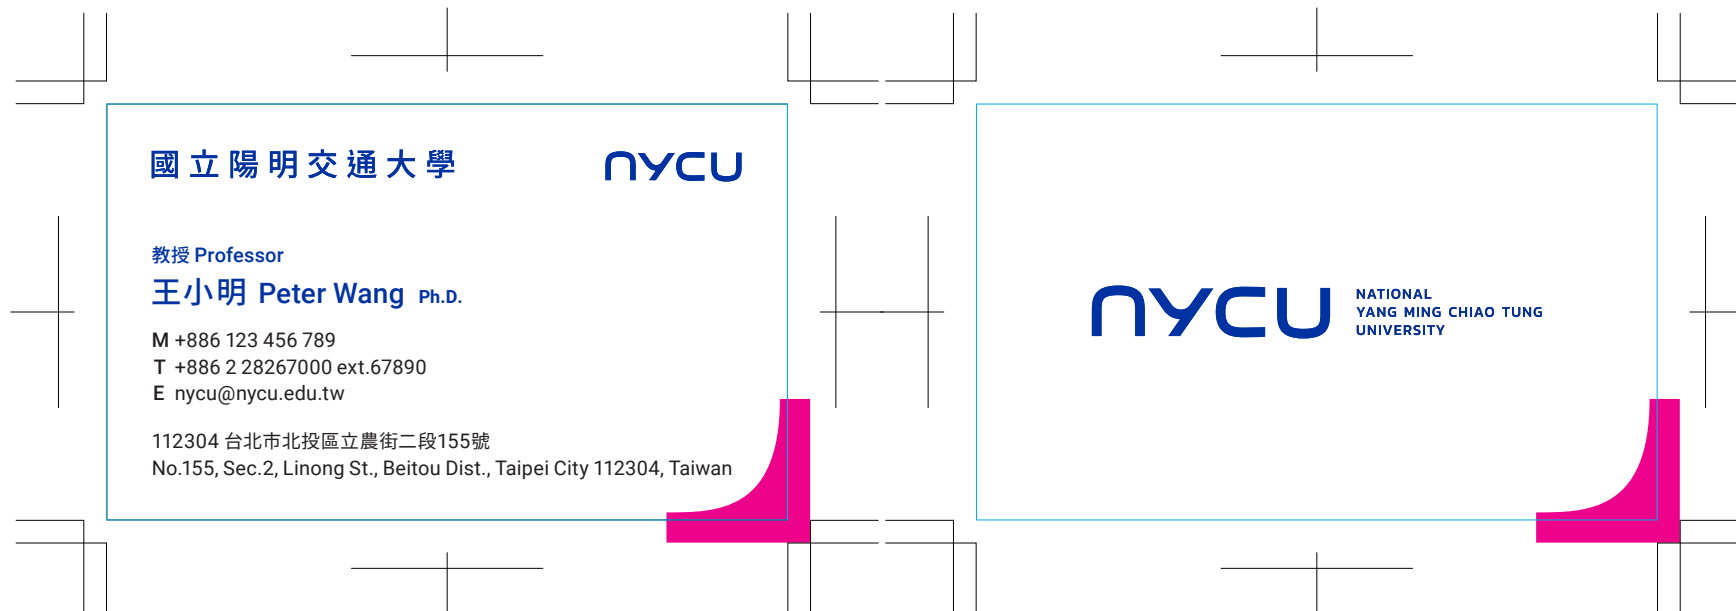 國立陽明交通大學
NYCU
教授 Professor
王小明 Peter Wang Ph.D.
M +886 123 456 789
T +886 2 28267000 ext.67890
E nycu@nycu.edu.tw
112304 台北市北投區立農街二段155號
No.155, Sec.2, Linong St., Beitou Dist., Taipei City 112304, Taiwan
NYCU
NATIONAL
YANG MING CHIAO TUNG
UNIVERSITY